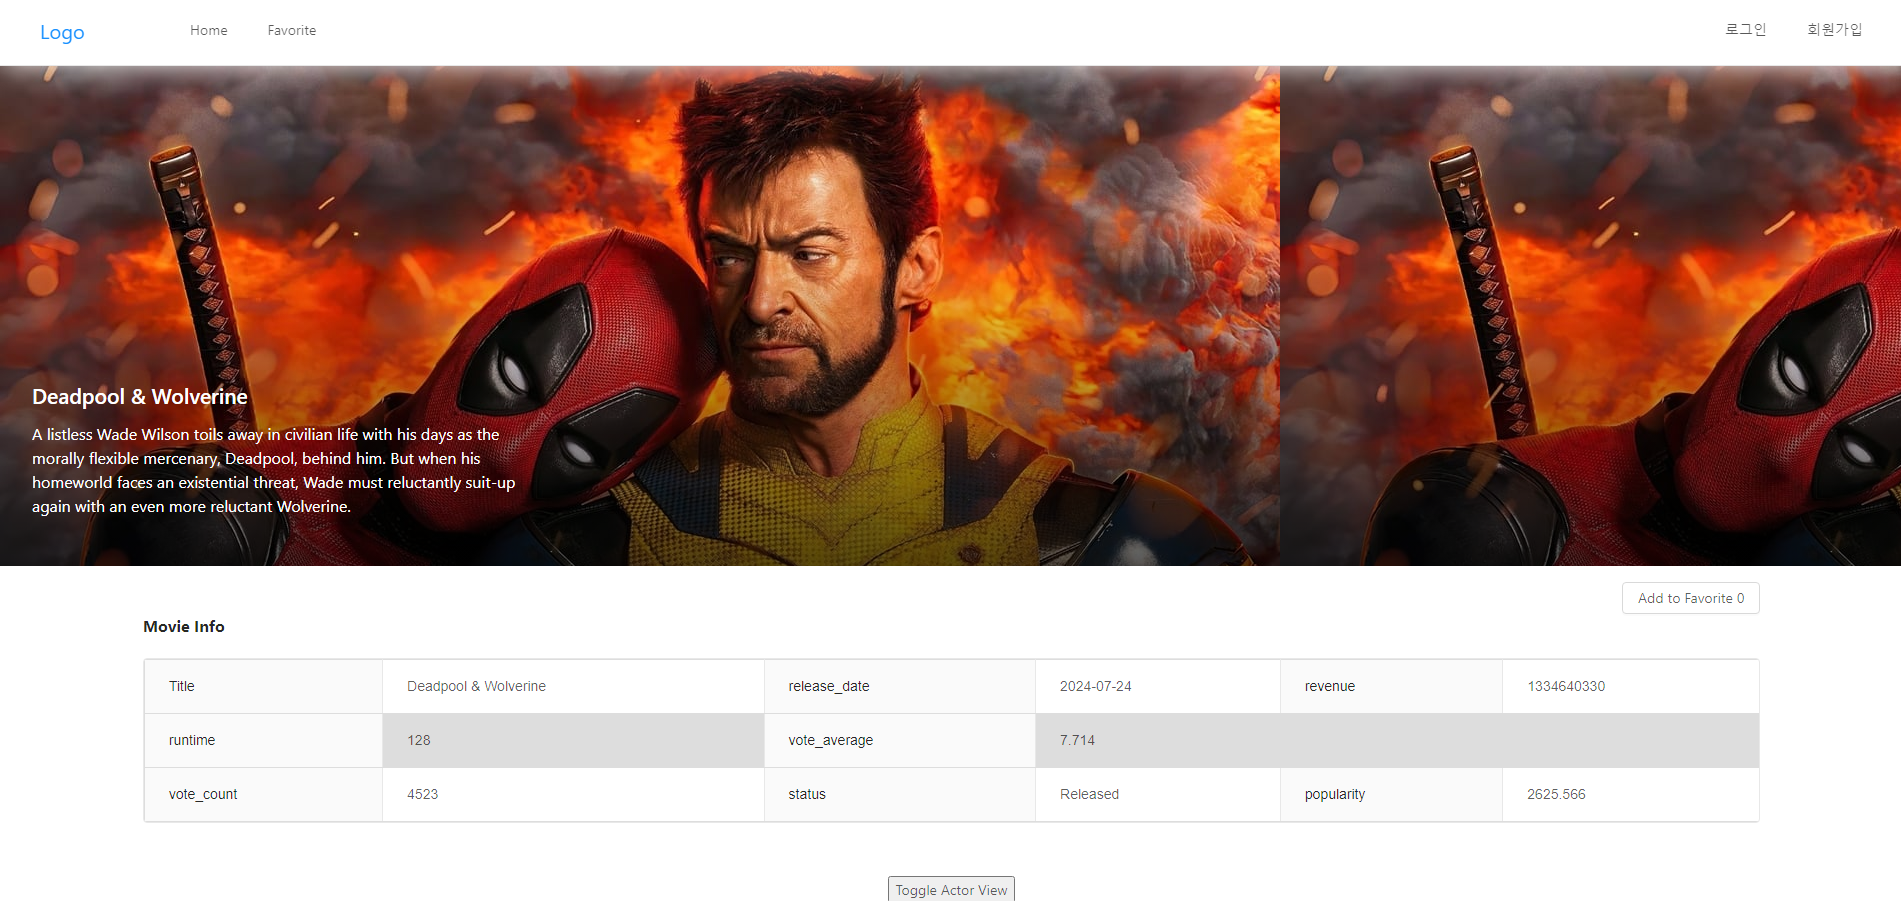 Logo
Home
Favorite
로그인
회원가입
Deadpool & Wolverine
A listless Wade Wilson toils away in civilian life with his days as the
morally flexible mercenary, Deadpool, behind him. But when his
homeworld faces an existential threat, Wade must reluctantly suit-up
again with an even more reluctant Wolverine.
Add to Favorite 0
Movie Info
Title Deadpool & Wolverine release_date 2024-07-24 revenue 1334640330
runtime 128 vote_average 7.714
vote_count 4523 status Released popularity 2625.566
Toggle Actor View